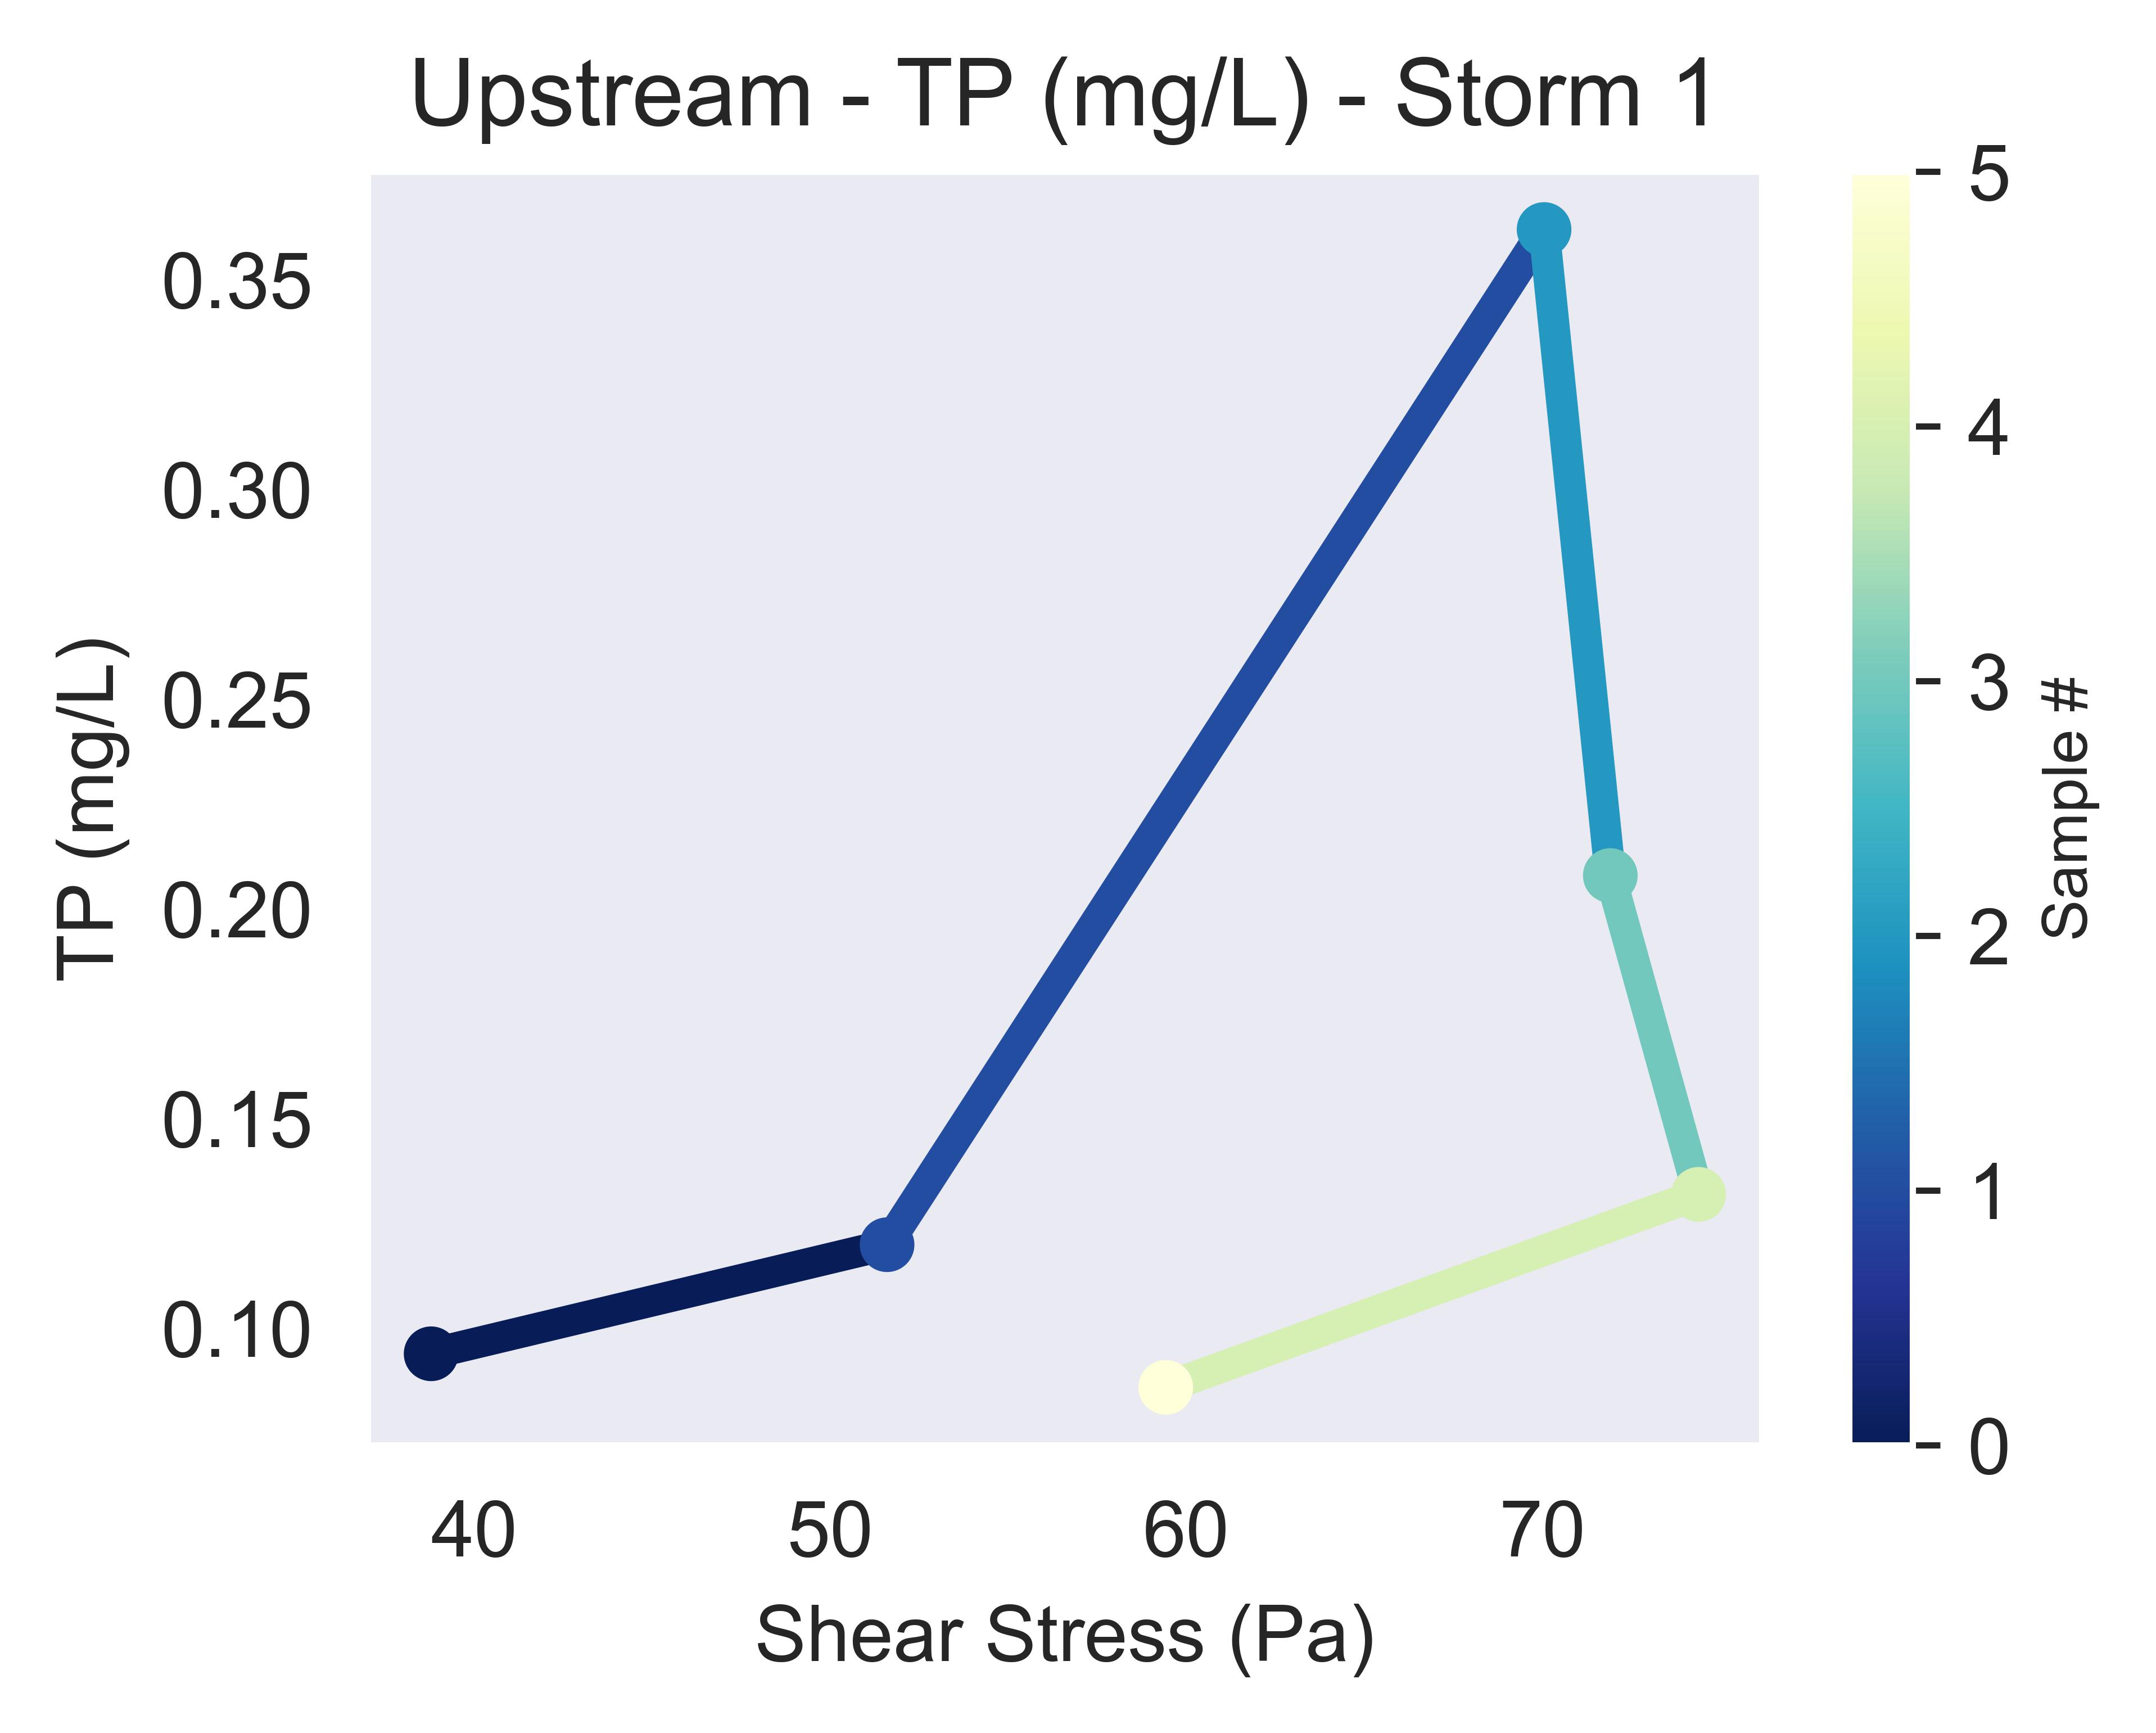 Upstream - TP (mg/L) - Storm 1
TP (mg/L)
0.35
0.30
0.25
0.20
0.15
0.10
40 50 60 70
Shear Stress (Pa)
5
4
3
2
1
0
Sample #